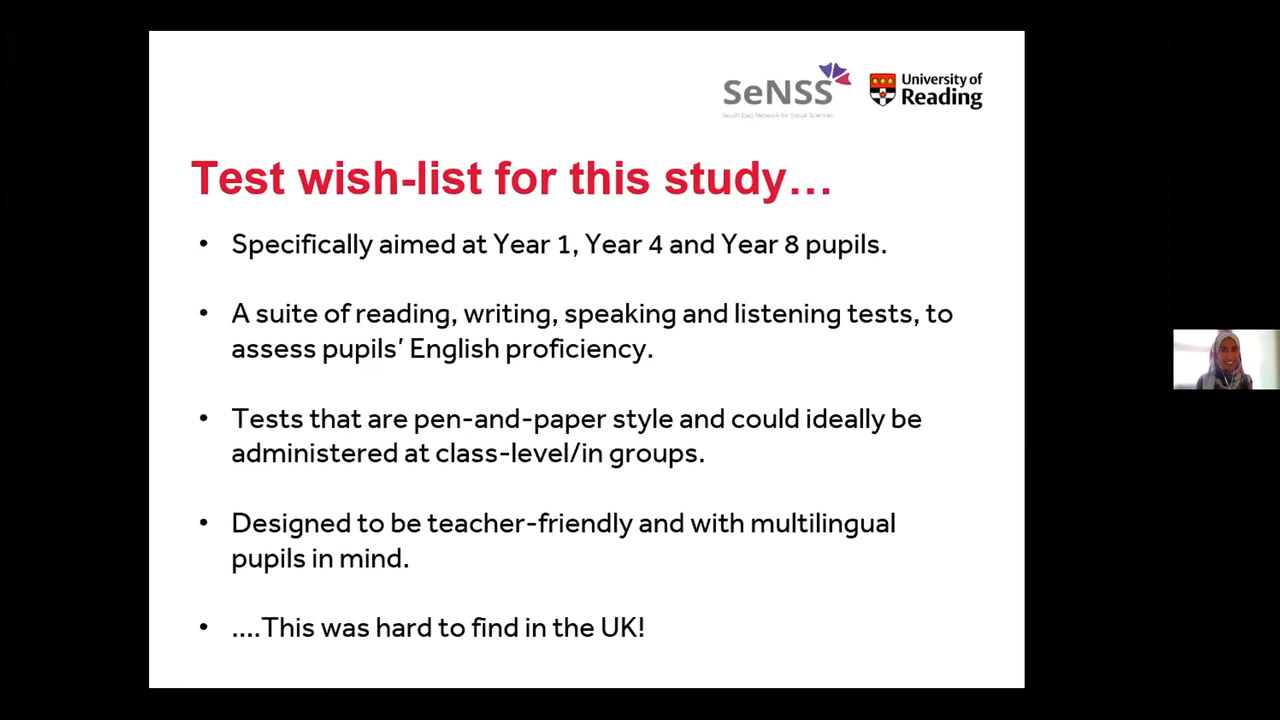 SeNSS
South East Network for Social Sciences
University of
Reading
Test wish-list for this study…
• Specifically aimed at Year 1, Year 4 and Year 8 pupils.
• A suite of reading, writing, speaking and listening tests, to
assess pupils’ English proficiency.
• Tests that are pen-and-paper style and could ideally be
administered at class-level/in groups.
• Designed to be teacher-friendly and with multilingual
pupils in mind.
• ....This was hard to find in the UK!